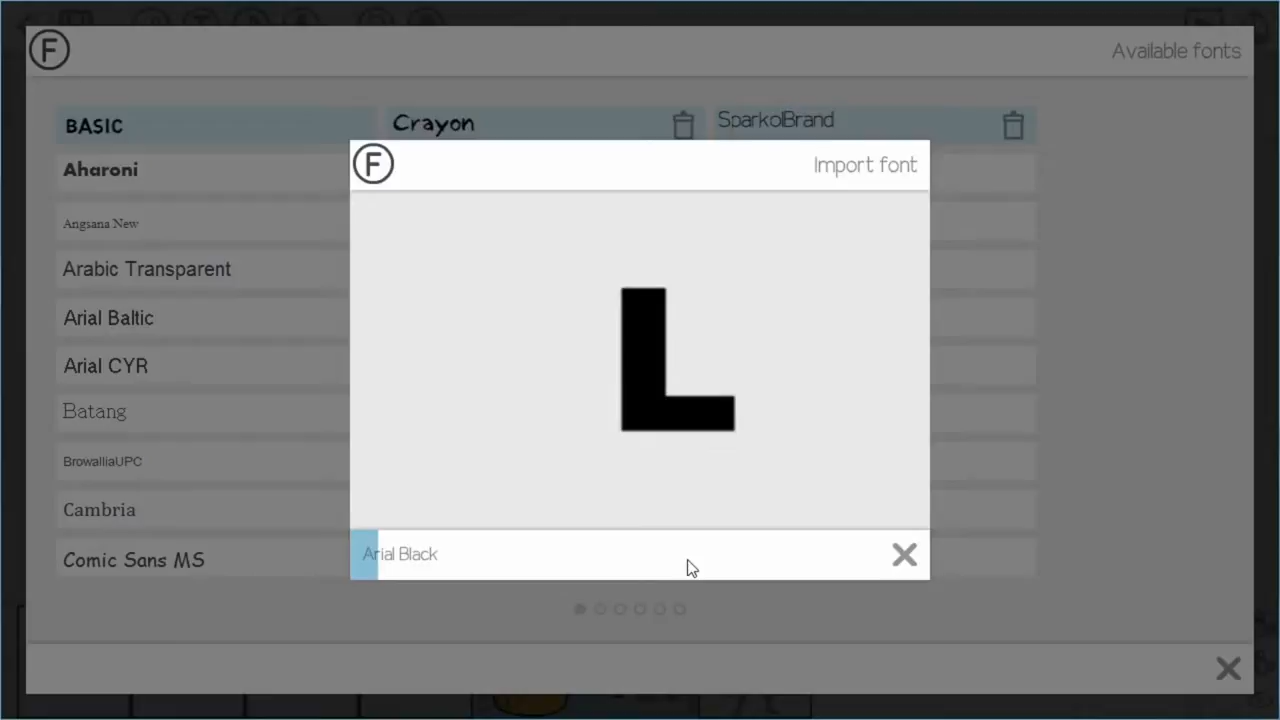 F
Available fonts
BASIC
Crayon
SparkolBrand
Aharoni
Angsana New
Arabic Transparent
Arial Baltic
Arial CYR
Batang
BrowalliaUPC
Cambria
Comic Sans MS
F
Import font
L
Arial Black